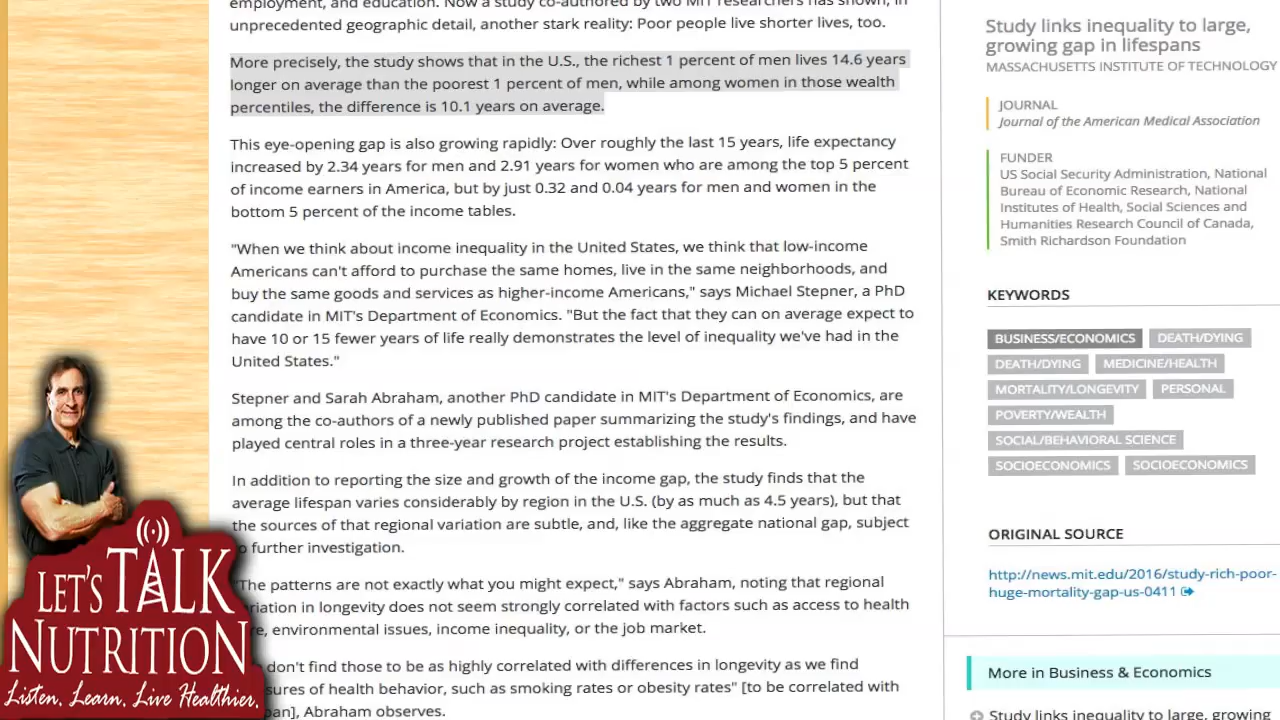 employment, and education. Now a study co-authored by two MIT researchers has shown, in
unprecedented geographic detail, another stark reality: Poor people live shorter lives, too.
More precisely, the study shows that in the U.S., the richest 1 percent of men lives 14.6 years
longer on average than the poorest 1 percent of men, while among women in those wealth
percentiles, the difference is 10.1 years on average.
This eye-opening gap is also growing rapidly: Over roughly the last 15 years, life expectancy
increased by 2.34 years for men and 2.91 years for women who are among the top 5 percent
of income earners in America, but by just 0.32 and 0.04 years for men and women in the
bottom 5 percent of the income tables.
"When we think about income inequality in the United States, we think that low-income
Americans can't afford to purchase the same homes, live in the same neighborhoods, and
buy the same goods and services as higher-income Americans," says Michael Stepner, a PhD
candidate in MIT's Department of Economics. "But the fact that they can on average expect to
have 10 or 15 fewer years of life really demonstrates the level of inequality we've had in the
United States."
Stepner and Sarah Abraham, another PhD candidate in MIT's Department of Economics, are
among the co-authors of a newly published paper summarizing the study's findings, and have
played central roles in a three-year research project establishing the results.
In addition to reporting the size and growth of the income gap, the study finds that the
average lifespan varies considerably by region in the U.S. (by as much as 4.5 years), but that
the sources of that regional variation are subtle, and, like the aggregate national gap, subject
further investigation.
"The patterns are not exactly what you might expect," says Abraham, noting that regional
in longevity does not seem strongly correlated with factors such as access to health
environmental issues, income inequality, or the job market.
don't find those to be as highly correlated with differences in longevity as we find
of health behavior, such as smoking rates or obesity rates" [to be correlated with
Abraham observes.
Study links inequality to large,
growing gap in lifespans
MASSACHUSETTS INSTITUTE OF TECHNOLOGY
JOURNAL
Journal of the American Medical Association
FUNDER
US Social Security Administration, National
Bureau of Economic Research, National
Institutes of Health, Social Sciences and
Humanities Research Council of Canada,
Smith Richardson Foundation
KEYWORDS
BUSINESS/ECONOMICS DEATH/DYING
DEATH/DYING MEDICINE/HEALTH
MORTALITY/LONGEVITY PERSONAL
POVERTY/WEALTH
SOCIAL/BEHAVIORAL SCIENCE
SOCIOECONOMICS SOCIOECONOMICS
ORIGINAL SOURCE
http://news.mit.edu/2016/study-rich-poor-
huge-mortality-gap-us-0411
More in Business & Economics
Study links inequality to large, growing
LET'S TALK
NUTRITION
Listen. Learn. Live Healthier.